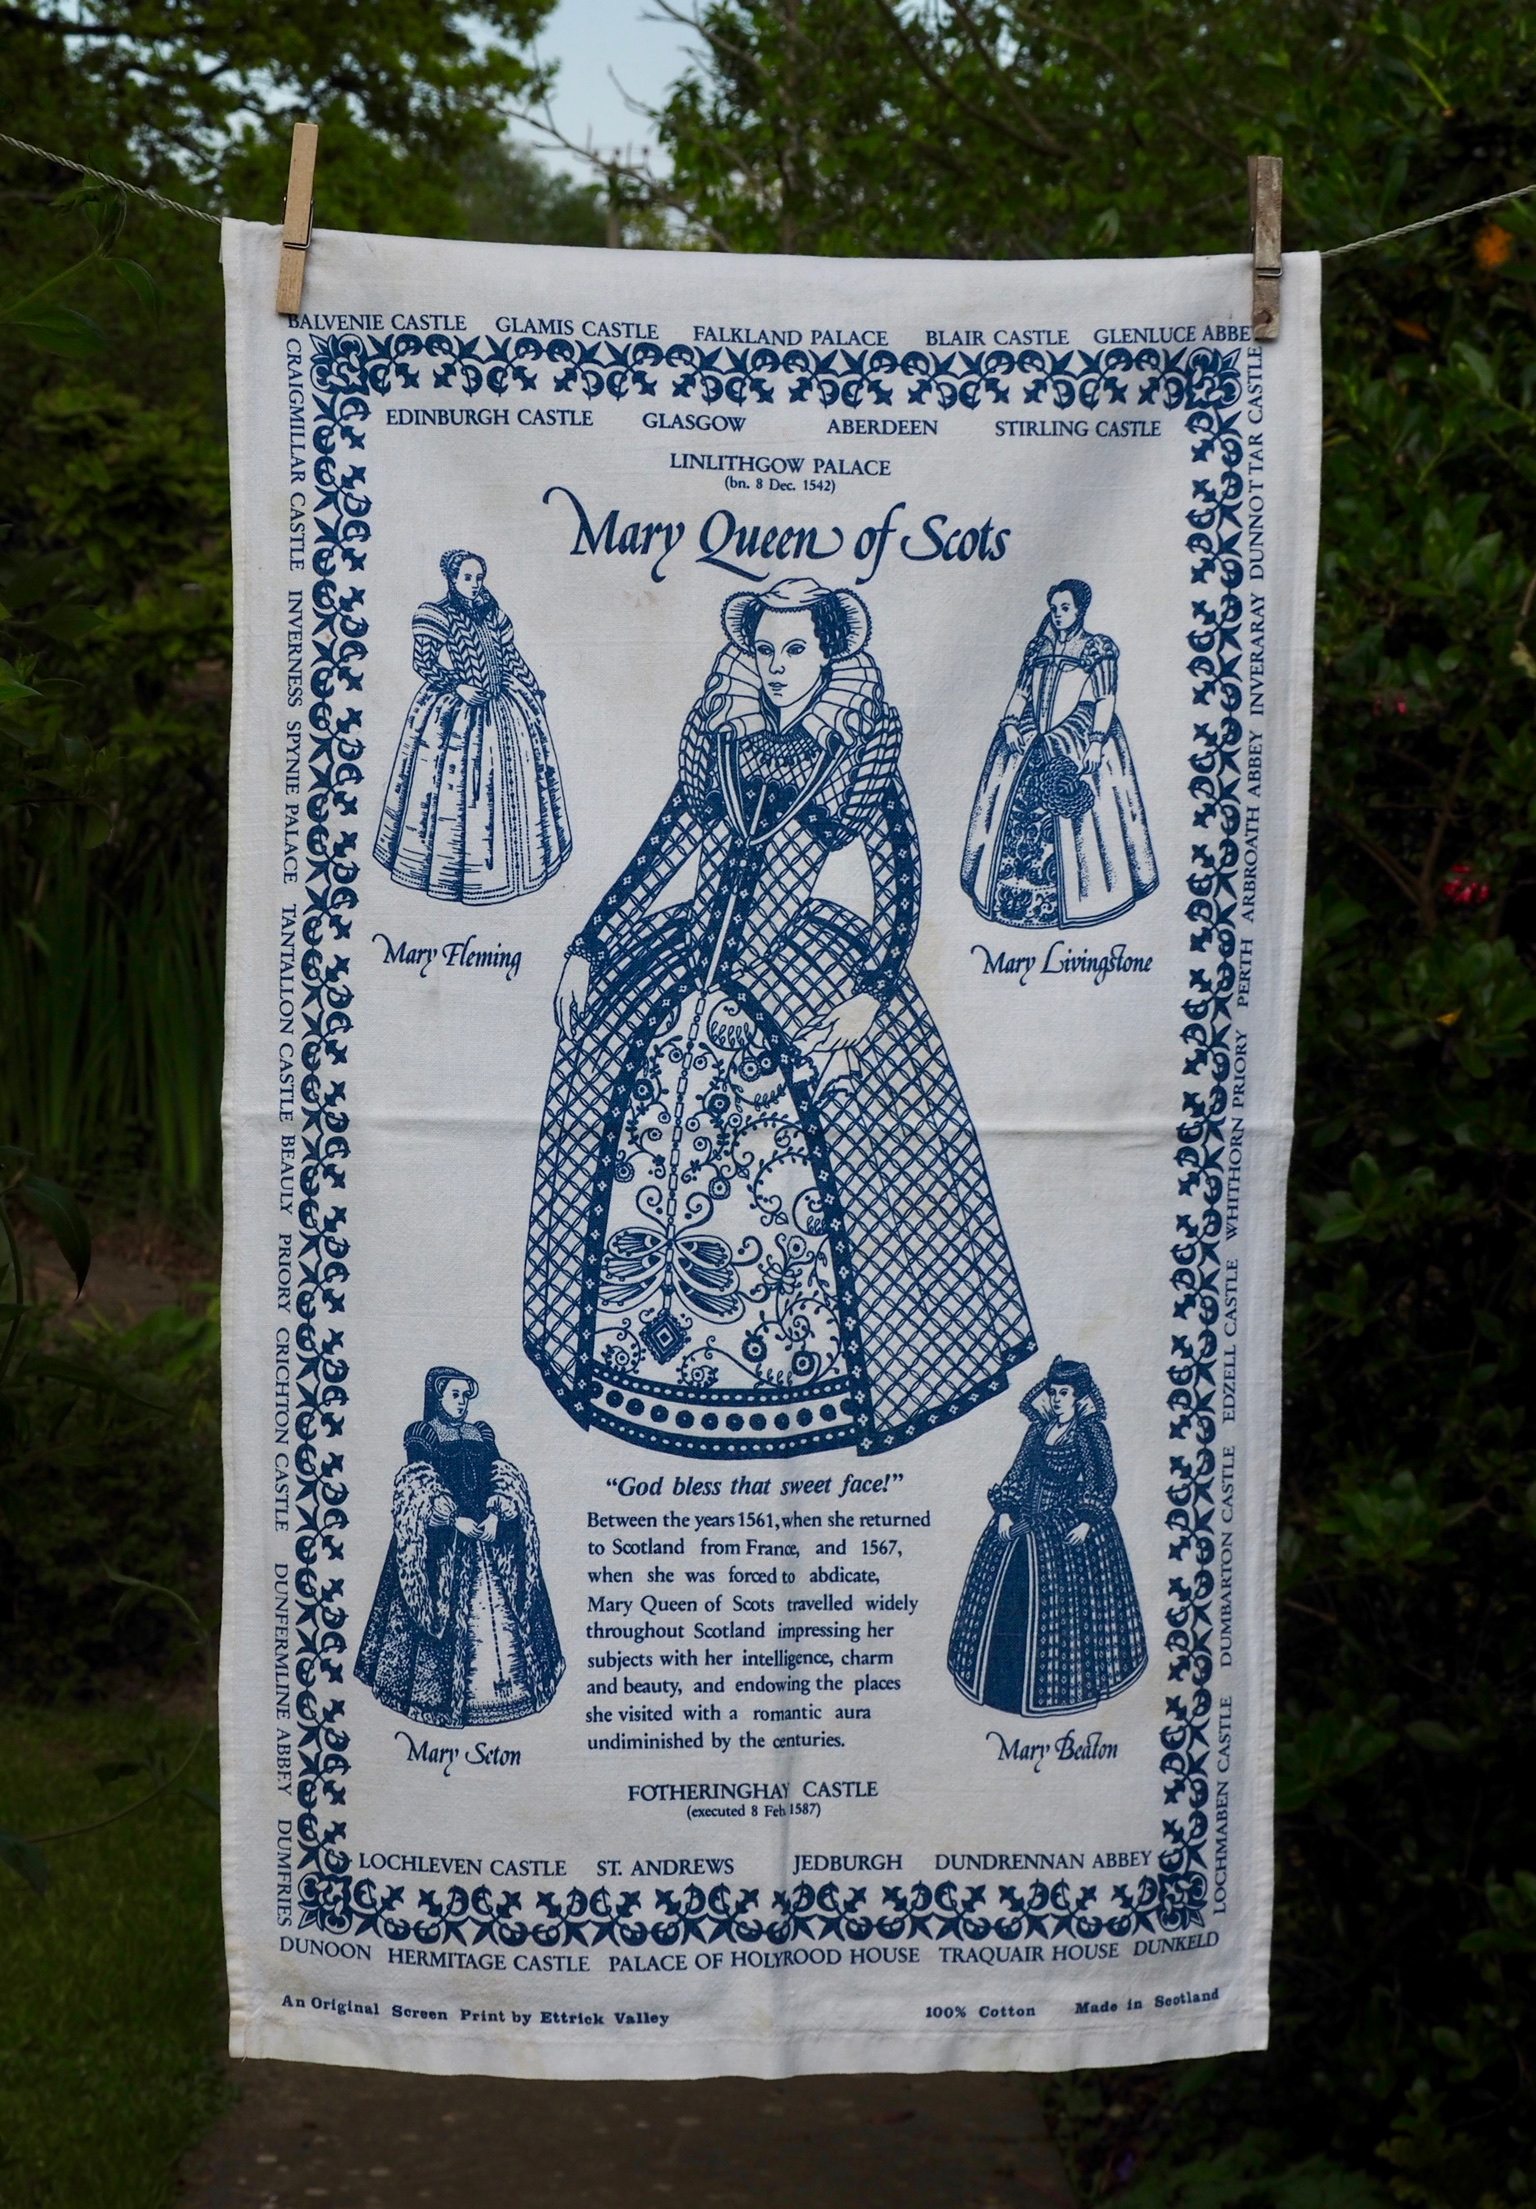 BALVENIE CASTLE GLAMIS CASTLE FALKLAND PALACE BLAIR CASTLE GLENLUCE ABBE
CRAIGMILLAR CASTLE INVERNESS SPYNIE PALACE TANTALLON CASTLE BEAULY PRIORY CRICHTON CASTLE DUNFERMLINE ABBEY DUMFRIES
LOCHMABEN CASTLE DUMBARTON CASTLE EDZELL CASTLE WHITHORN PRIORY PERTH ARBROATH ABBEY INVERARAY DUNNOTTAR CASTLE
EDINBURGH CASTLE GLASGOW ABERDEEN STIRLING CASTLE
LINLITHGOW PALACE
(bn. 8 Dec. 1542)
Mary Queen of Scots
Mary Fleming
Mary Livingstone
"God bless that sweet face!"
Between the years 1561, when she returned
to Scotland from France, and 1567,
when she was forced to abdicate,
Mary Queen of Scots travelled widely
throughout Scotland impressing her
subjects with her intelligence, charm
and beauty, and endowing the places
she visited with a romantic aura
undiminished by the centuries.
Mary Seton
Mary Beaton
FOTHERINGHAY CASTLE
(executed 8 Feb 1587)
LOCHLEVEN CASTLE ST. ANDREWS JEDBURGH DUNDRENNAN ABBEY
DUNOON HERMITAGE CASTLE PALACE OF HOLYROOD HOUSE TRAQUAIR HOUSE DUNKELD
An Original Screen Print by Ettrick Valley 100% Cotton Made in Scotland